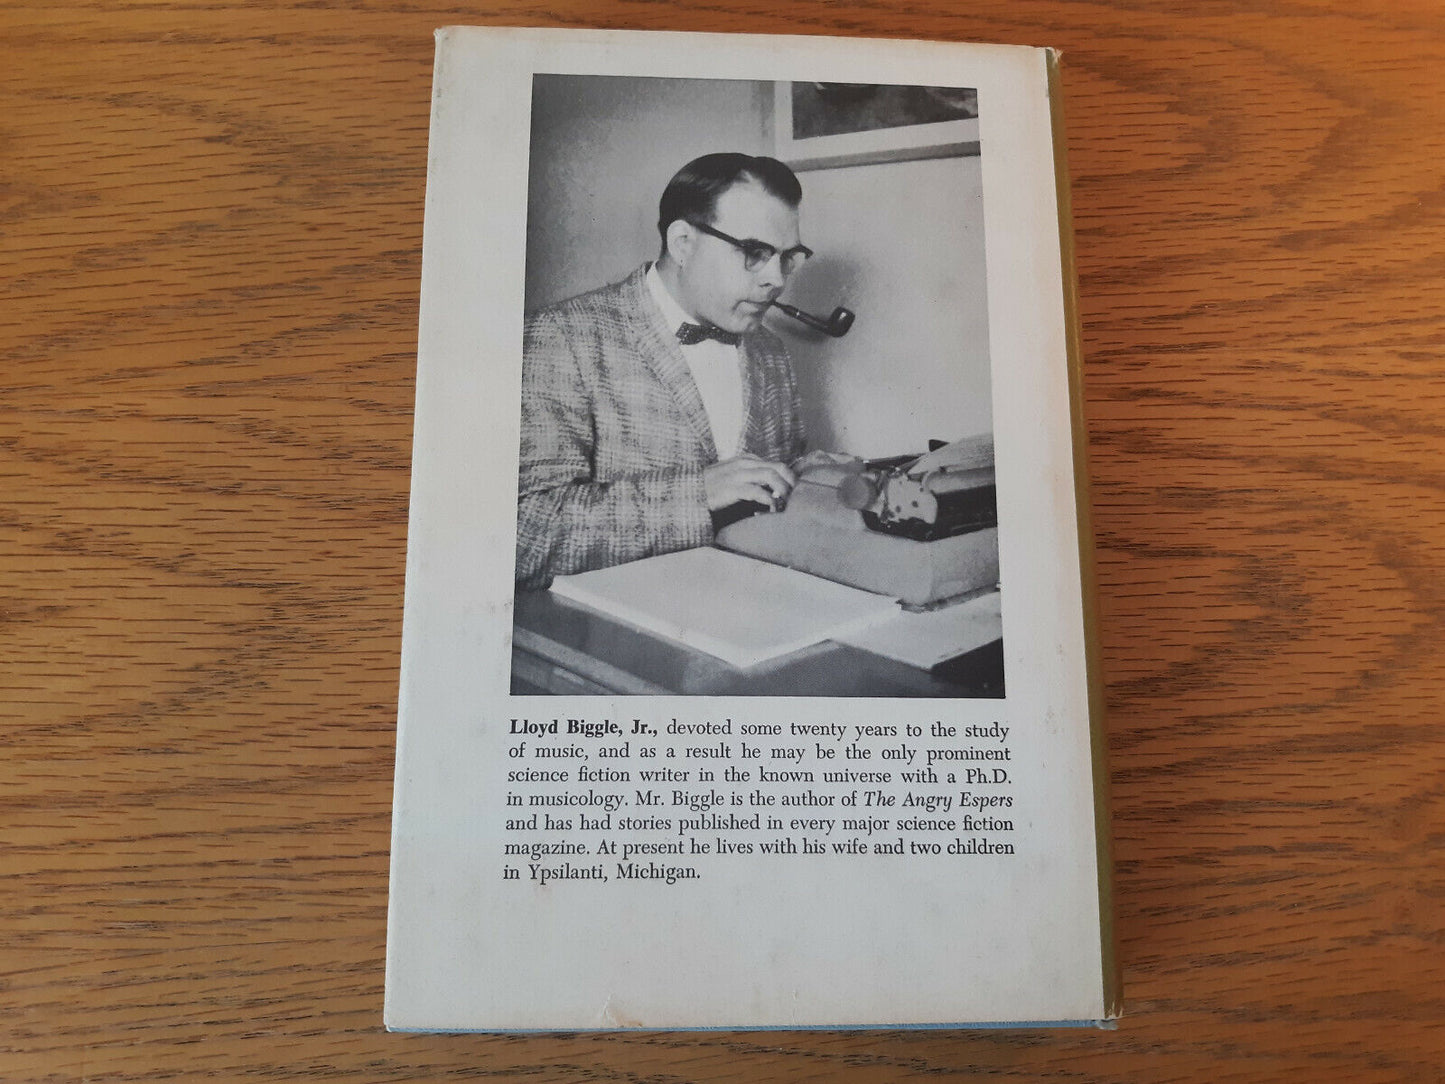 Lloyd Biggle, Jr., devoted some twenty years to the study
of music, and as a result he may be the only prominent
science fiction writer in the known universe with a Ph.D.
in musicology. Mr. Biggle is the author of The Angry Espers
and has had stories published in every major science fiction
magazine. At present he lives with his wife and two children
in Ypsilanti, Michigan.